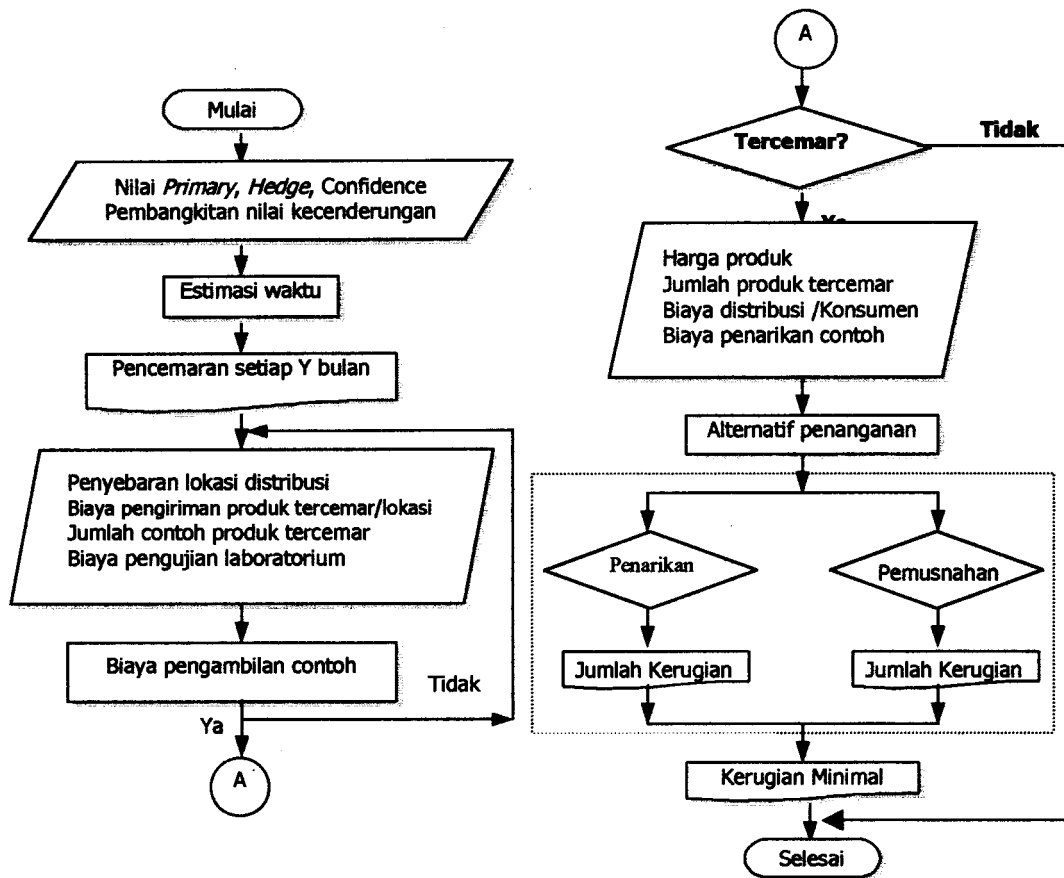 Mulai
Nilai Primary, Hedge, Confidence
Pembangkitan nilai kecenderungan
Estimasi waktu
Pencemaran setiap Y bulan
Penyebaran lokasi distribusi
Biaya pengiriman produk tercemar/lokasi
Jumlah contoh produk tercemar
Biaya pengujian laboratorium
Biaya pengambilan contoh
Tidak
Ya
A
A
Tercemar?
Tidak
Harga produk
Jumlah produk tercemar
Biaya distribusi /Konsumen
Biaya penarikan contoh
Alternatif penanganan
Penarikan
Pemusnahan
Jumlah Kerugian
Jumlah Kerugian
Kerugian Minimal
Selesai